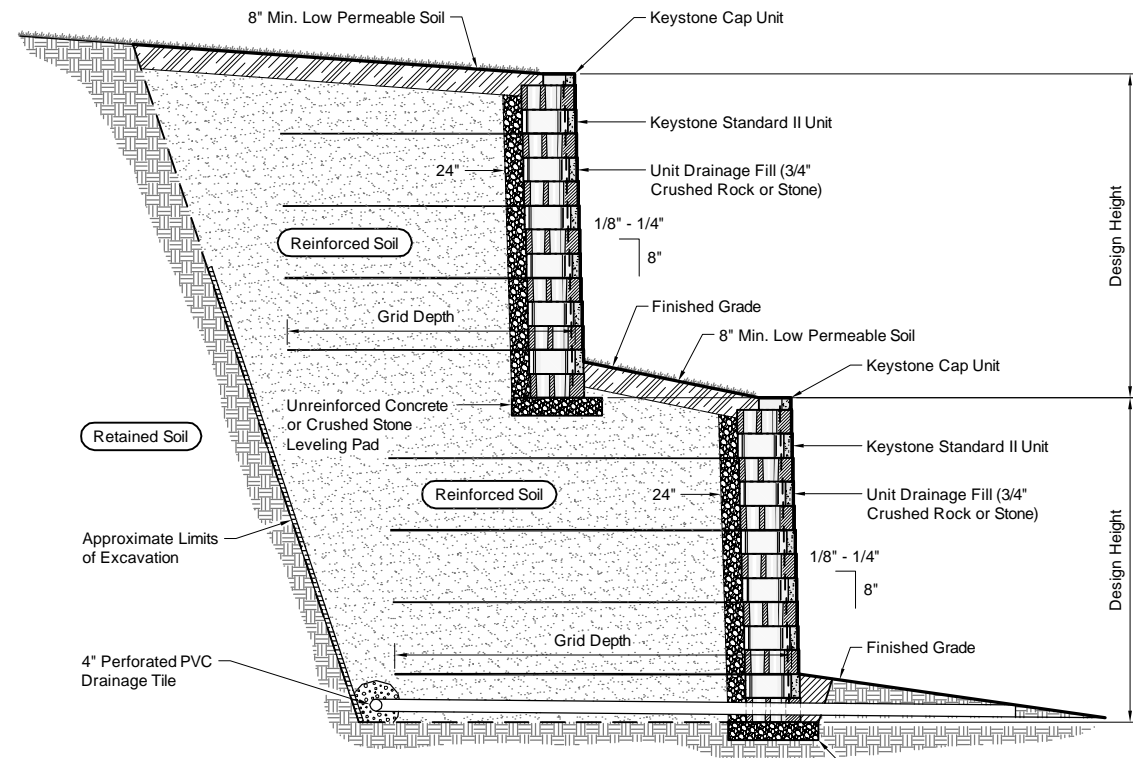 8" Min. Low Permeable Soil
Keystone Cap Unit
Keystone Standard II Unit
24"
Unit Drainage Fill (3/4"
Crushed Rock or Stone)
1/8" - 1/4"
8"
Reinforced Soil
Design Height
Grid Depth
Finished Grade
8" Min. Low Permeable Soil
Keystone Cap Unit
Unreinforced Concrete
or Crushed Stone
Leveling Pad
Retained Soil
Keystone Standard II Unit
Reinforced Soil
24"
Unit Drainage Fill (3/4"
Crushed Rock or Stone)
Approximate Limits
of Excavation
1/8" - 1/4"
8"
Design Height
Grid Depth
Finished Grade
4" Perforated PVC
Drainage Tile